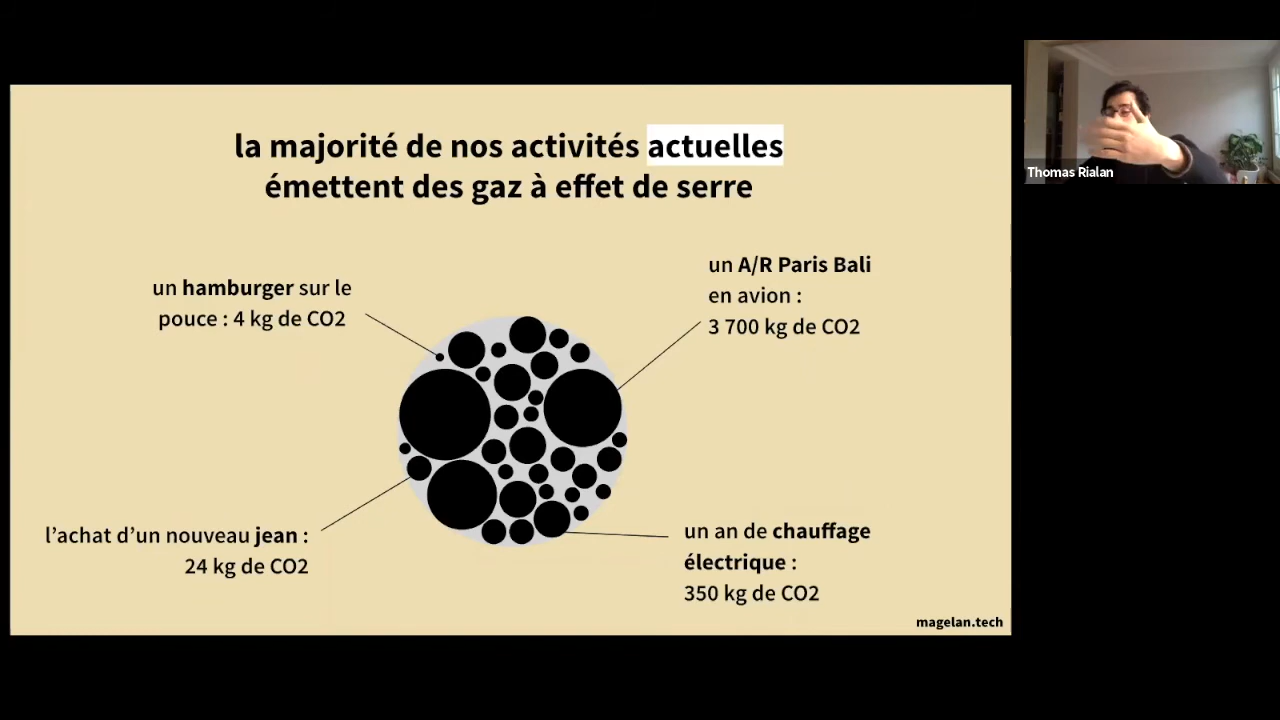 la majorité de nos activités actuelles
émettent des gaz à effet de serre
un hamburger sur le
pouce : 4 kg de CO2
un A/R Paris Bali
en avion :
3 700 kg de CO2
l’achat d’un nouveau jean :
24 kg de CO2
un an de chauffage
électrique :
350 kg de CO2
magelan.tech
Thomas Rialan